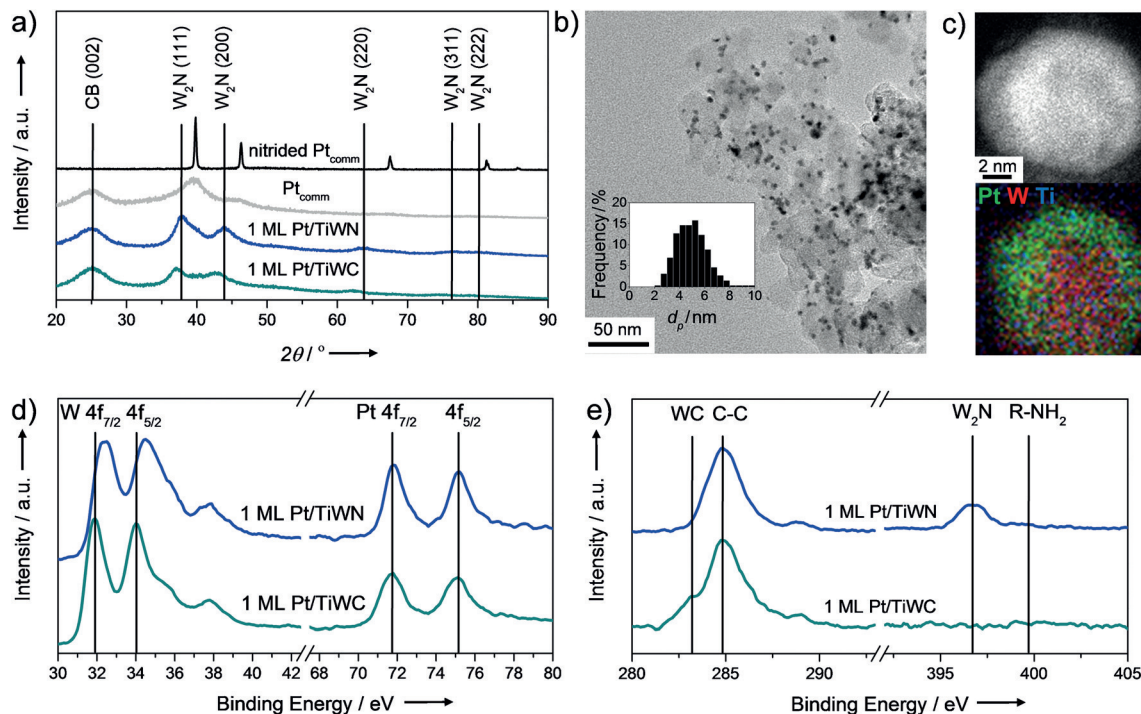 a)
Intensity / a.u.
CB (002)
W₂N (111)
W₂N (200)
W₂N (220)
W₂N (311)
W₂N (222)
nitrided Pt_comm
Pt_comm
1 ML Pt/TiWN
1 ML Pt/TiWC
20 30 40 50 60 70 80 90
2θ / °
b)
Frequency / %
20
15
10
5
0
0 2 4 6 8 10
d_p / nm
50 nm
c)
2 nm
Pt W Ti
d)
Intensity / a.u.
W 4f₇/₂ 4f₅/₂ Pt 4f₇/₂ 4f₅/₂
1 ML Pt/TiWN
1 ML Pt/TiWC
30 32 34 36 38 40 42 68 70 72 74 76 78 80
Binding Energy / eV
e)
Intensity / a.u.
WC C-C W₂N R-NH₂
1 ML Pt/TiWN
1 ML Pt/TiWC
280 285 290 395 400 405
Binding Energy / eV